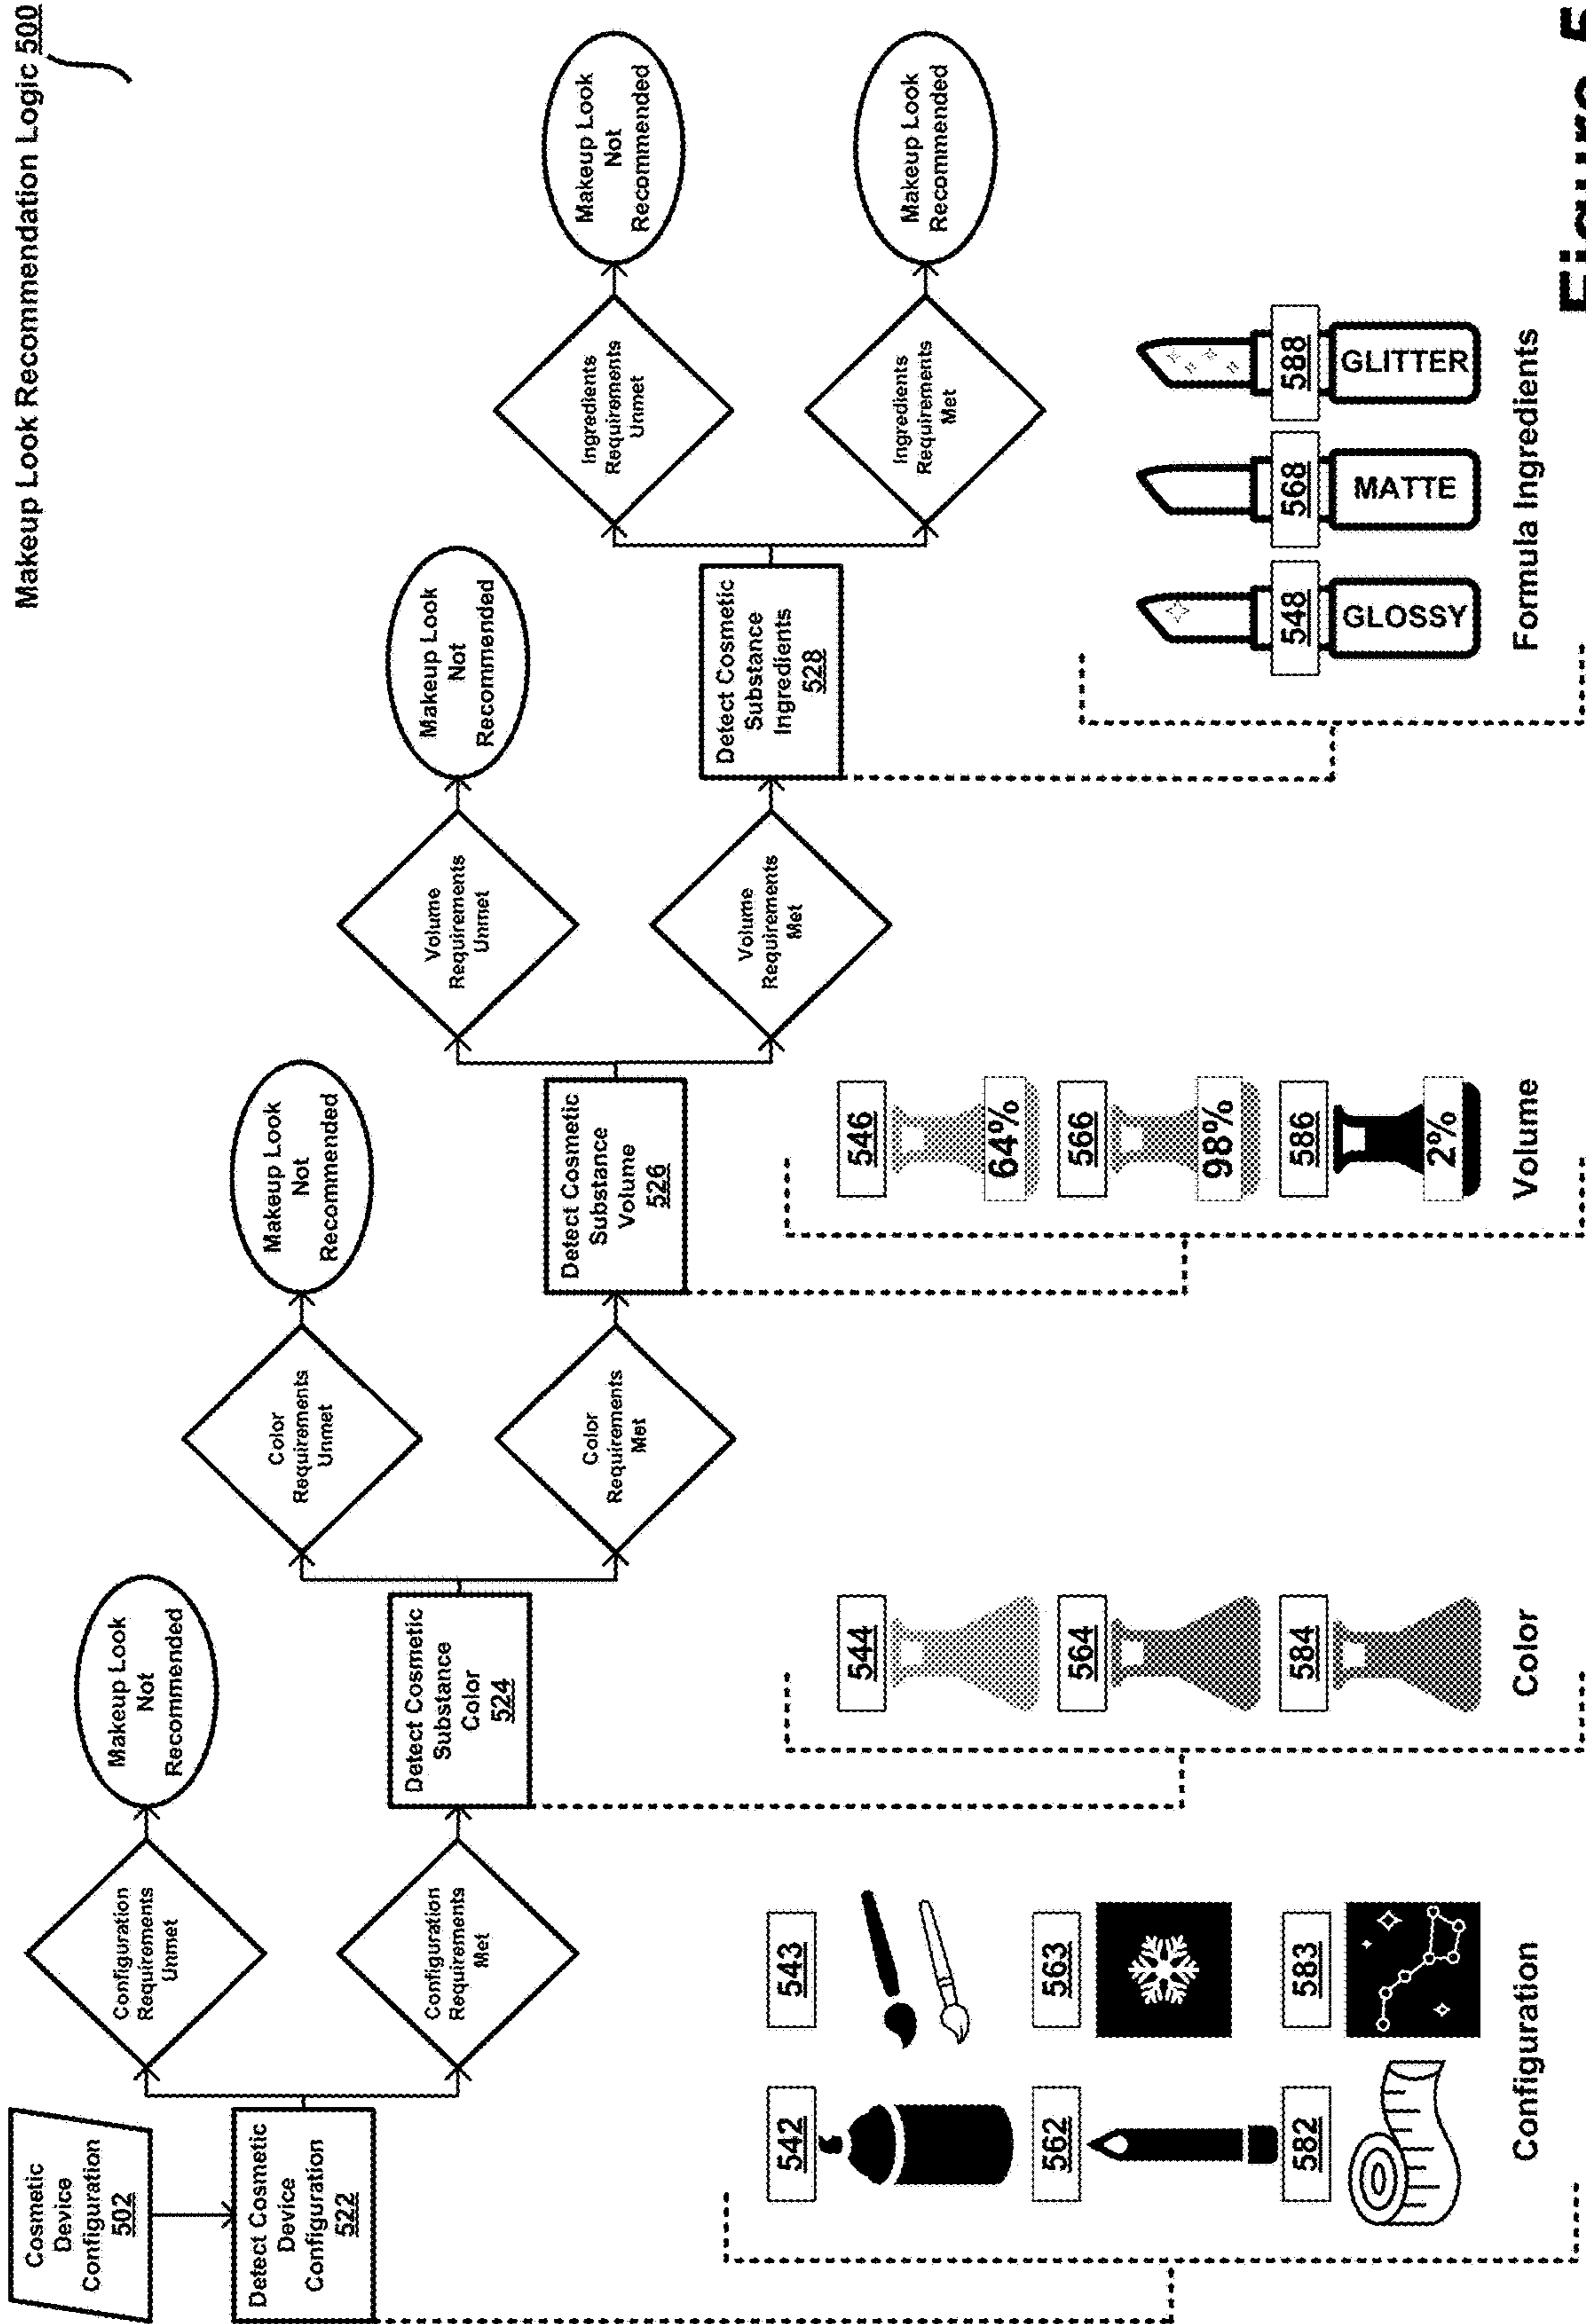 Makeup Look Recommendation Logic 500
Cosmetic
Device
Configuration
502
Detect Cosmetic
Device
Configuration
522
Configuration
Requirements
Unmet
Makeup Look
Not
Recommended
Configuration
Requirements
Met
Detect Cosmetic
Substance
Color
524
Color
Requirements
Unmet
Makeup Look
Not
Recommended
Color
Requirements
Met
Detect Cosmetic
Substance
Volume
526
Volume
Requirements
Unmet
Makeup Look
Not
Recommended
Volume
Requirements
Met
Detect Cosmetic
Substance
Ingredients
528
Ingredients
Requirements
Unmet
Makeup Look
Not
Recommended
Ingredients
Requirements
Met
Makeup Look
Recommended
542
543
562
563
582
583
Configuration
544
564
584
Color
546
64%
566
98%
586
2%
Volume
548
GLOSSY
568
MATTE
588
GLITTER
Formula Ingredients
Figure 5